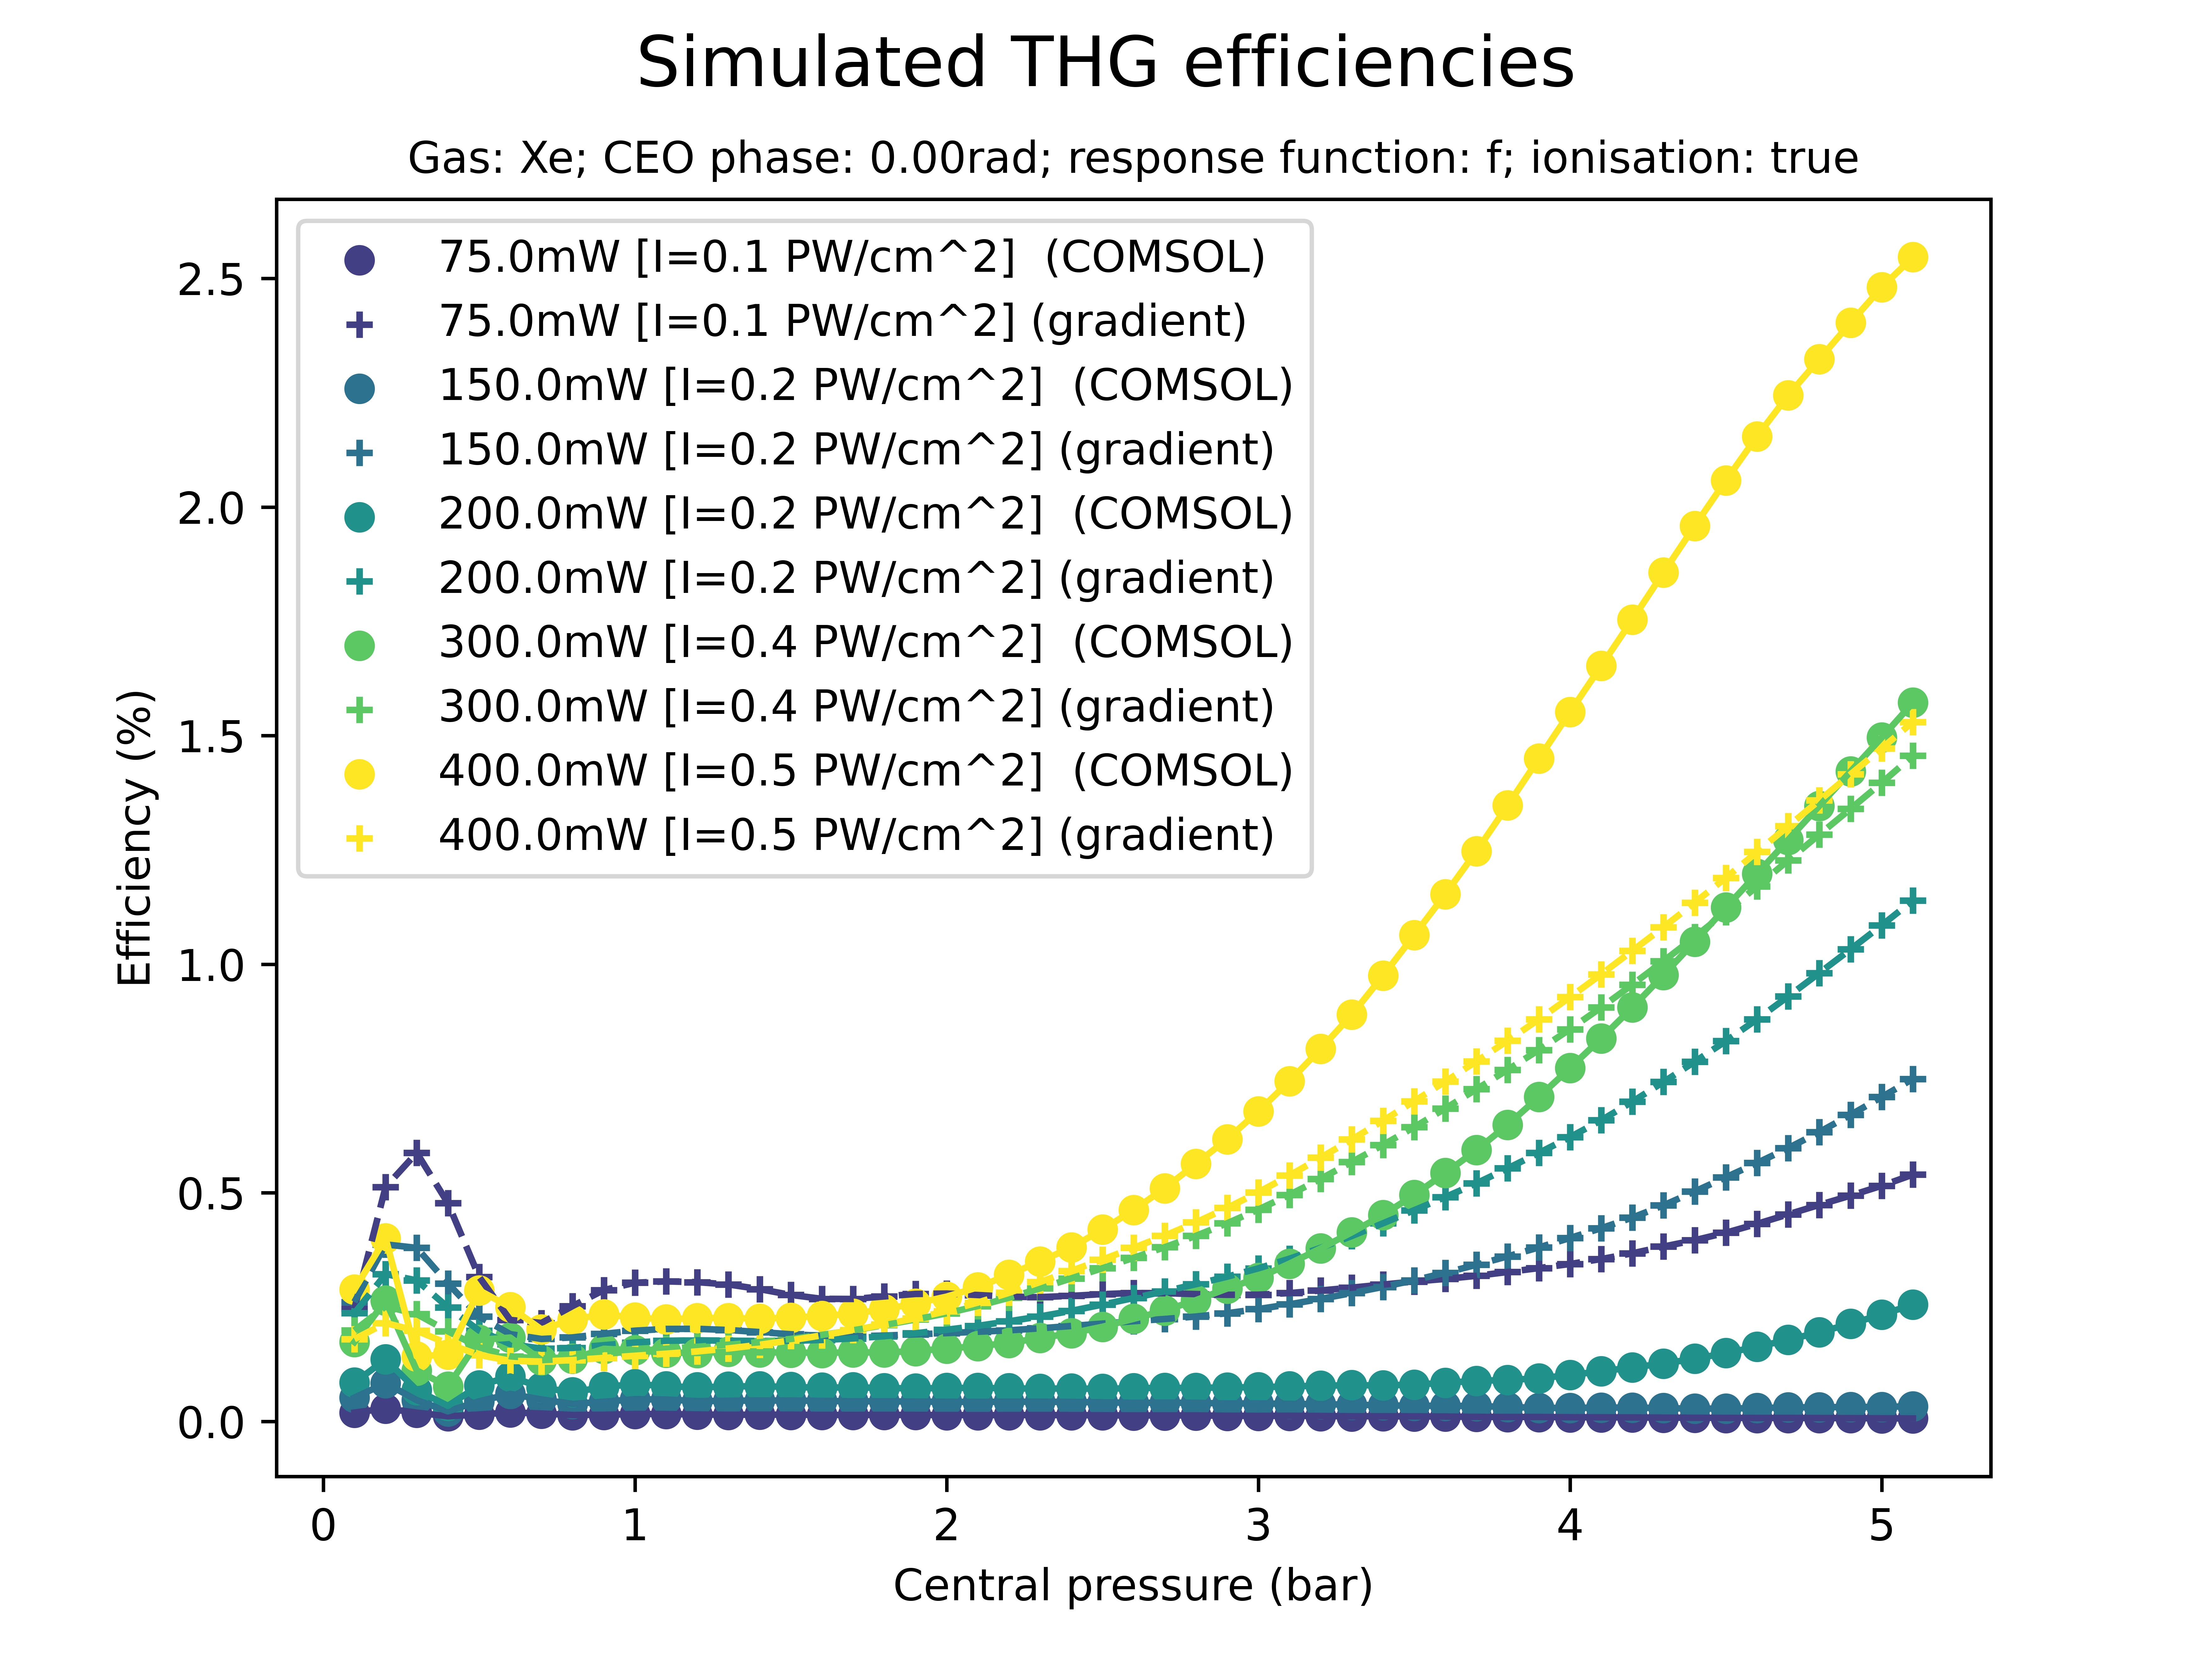 Simulated THG efficiencies
Gas: Xe; CEO phase: 0.00rad; response function: f; ionisation: true
75.0mW [I=0.1 PW/cm^2]  (COMSOL)
75.0mW [I=0.1 PW/cm^2] (gradient)
150.0mW [I=0.2 PW/cm^2]  (COMSOL)
150.0mW [I=0.2 PW/cm^2] (gradient)
200.0mW [I=0.2 PW/cm^2]  (COMSOL)
200.0mW [I=0.2 PW/cm^2] (gradient)
300.0mW [I=0.4 PW/cm^2]  (COMSOL)
300.0mW [I=0.4 PW/cm^2] (gradient)
400.0mW [I=0.5 PW/cm^2]  (COMSOL)
400.0mW [I=0.5 PW/cm^2] (gradient)
Efficiency (%)
2.5
2.0
1.5
1.0
0.5
0.0
0 1 2 3 4 5
Central pressure (bar)